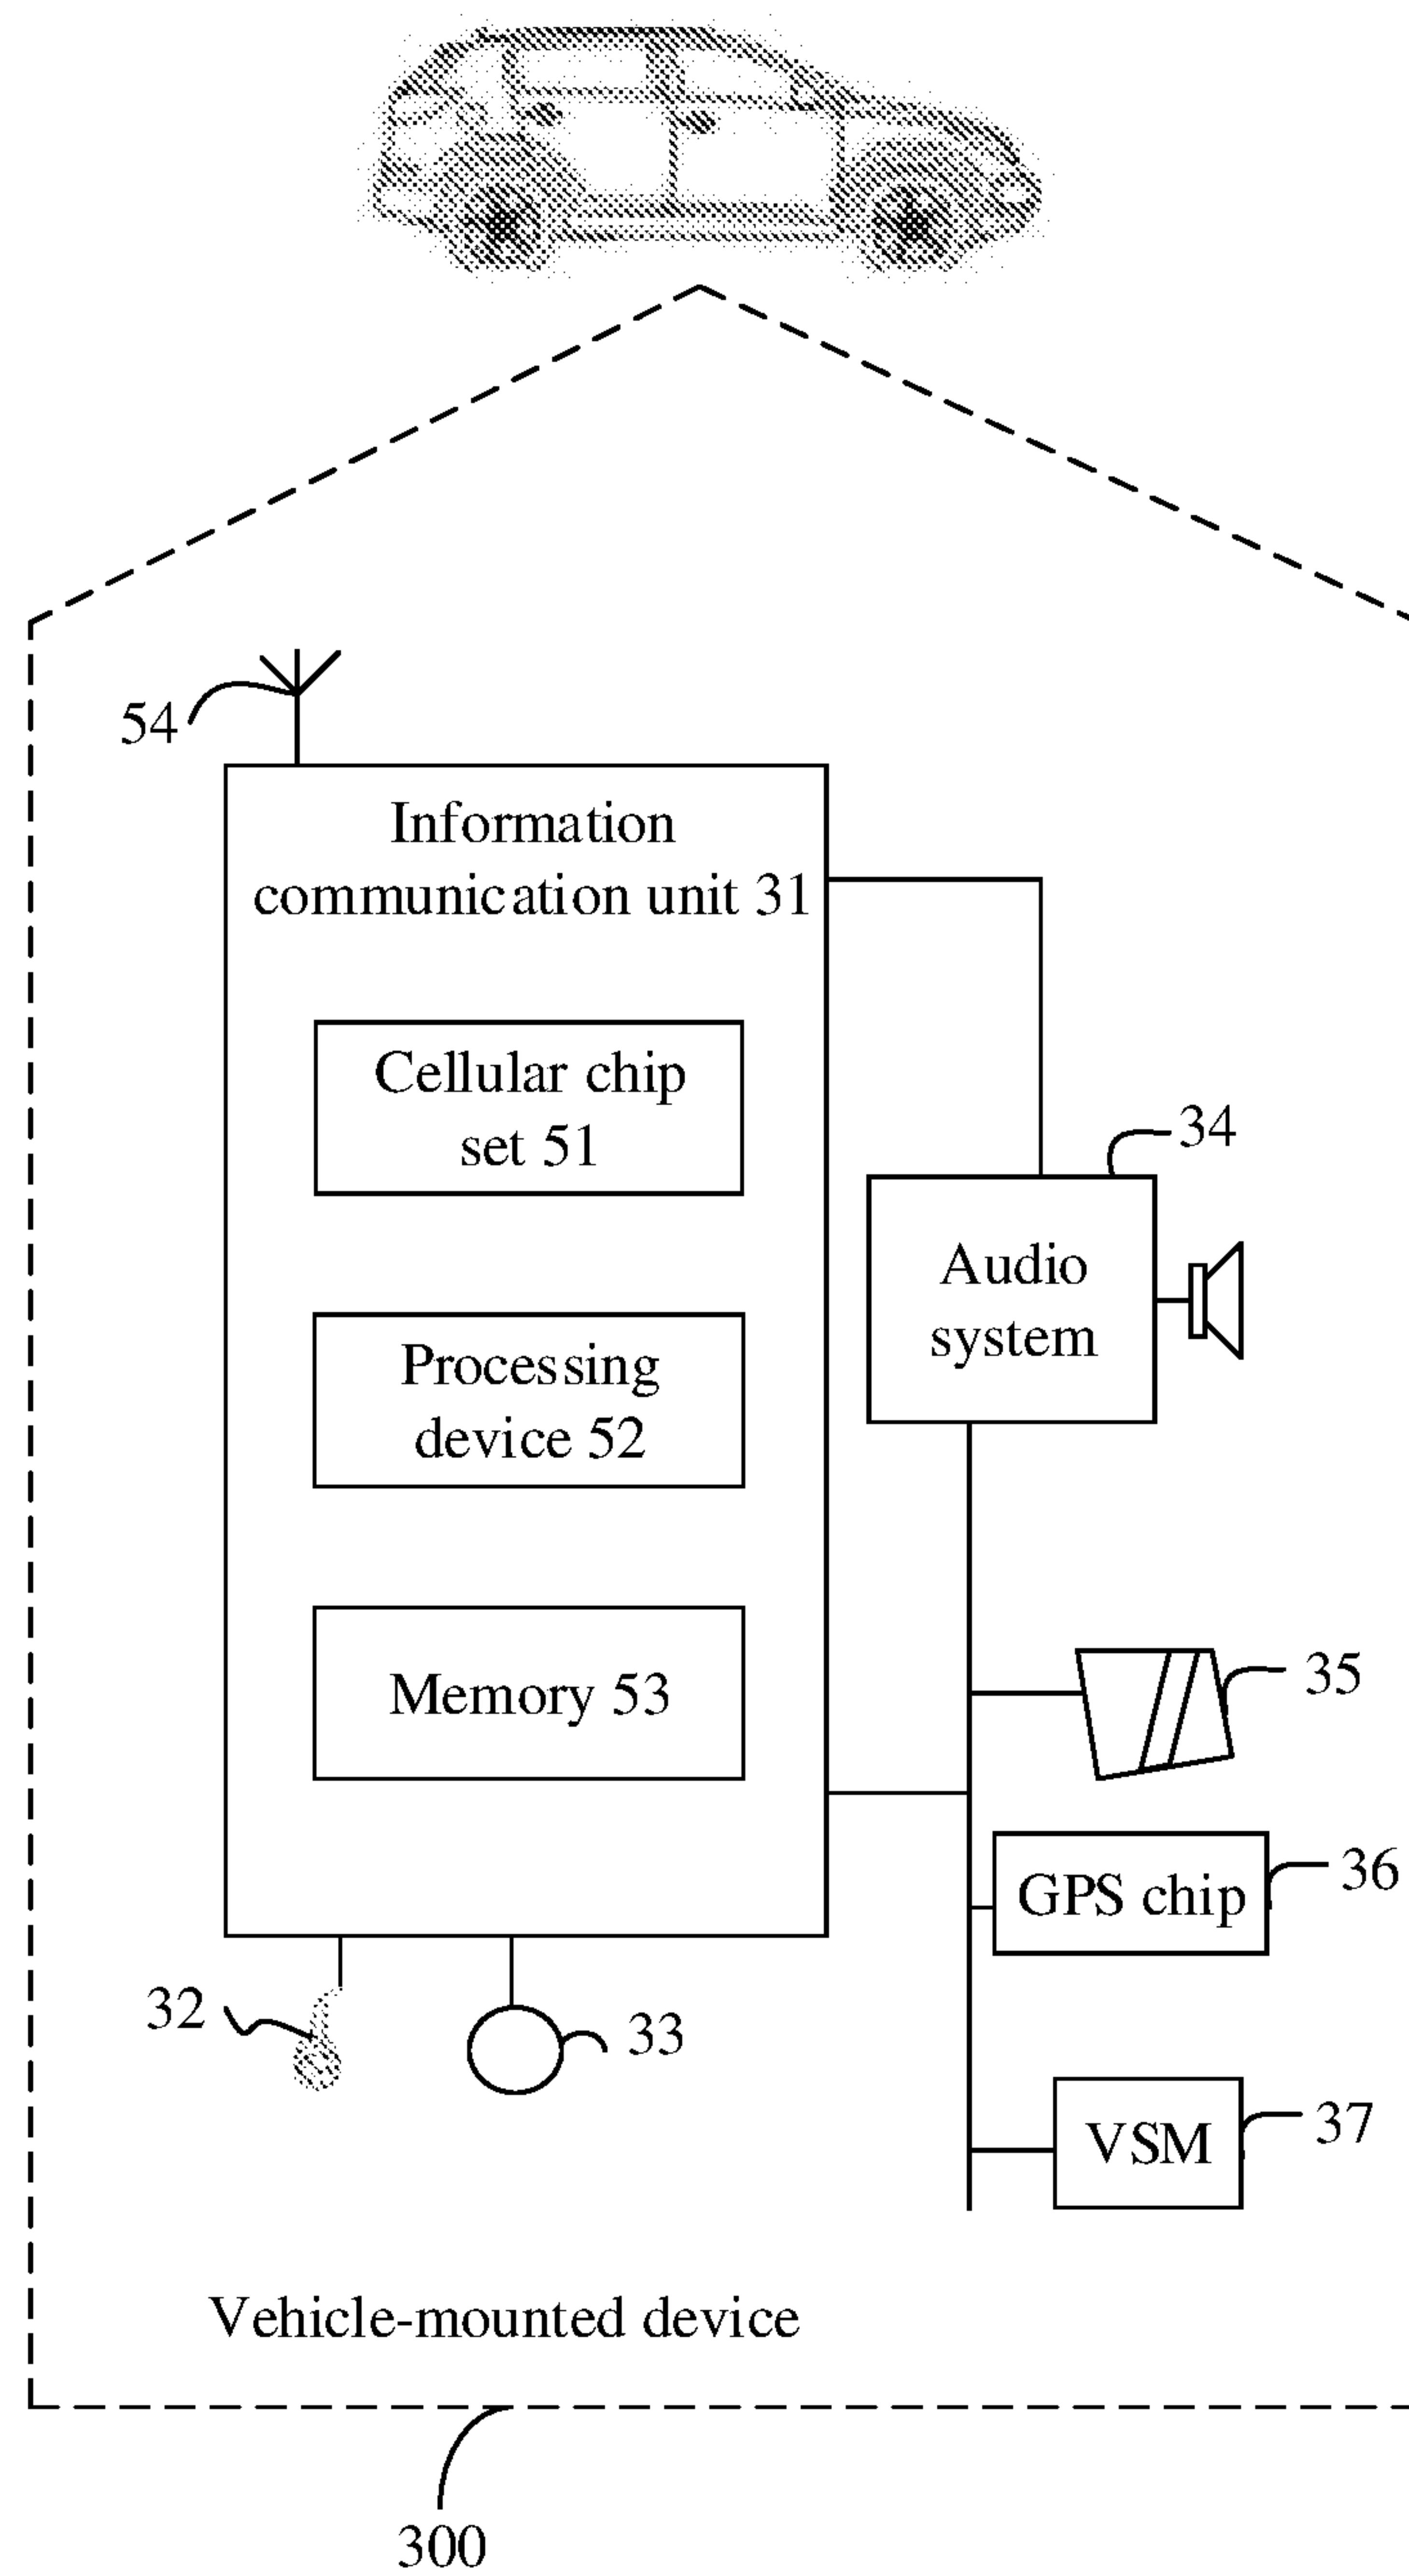 54
Information
communication unit 31
Cellular chip
set 51
34
Audio
system
Processing
device 52
35
Memory 53
36
GPS chip
32
33
37
VSM
Vehicle-mounted device
300